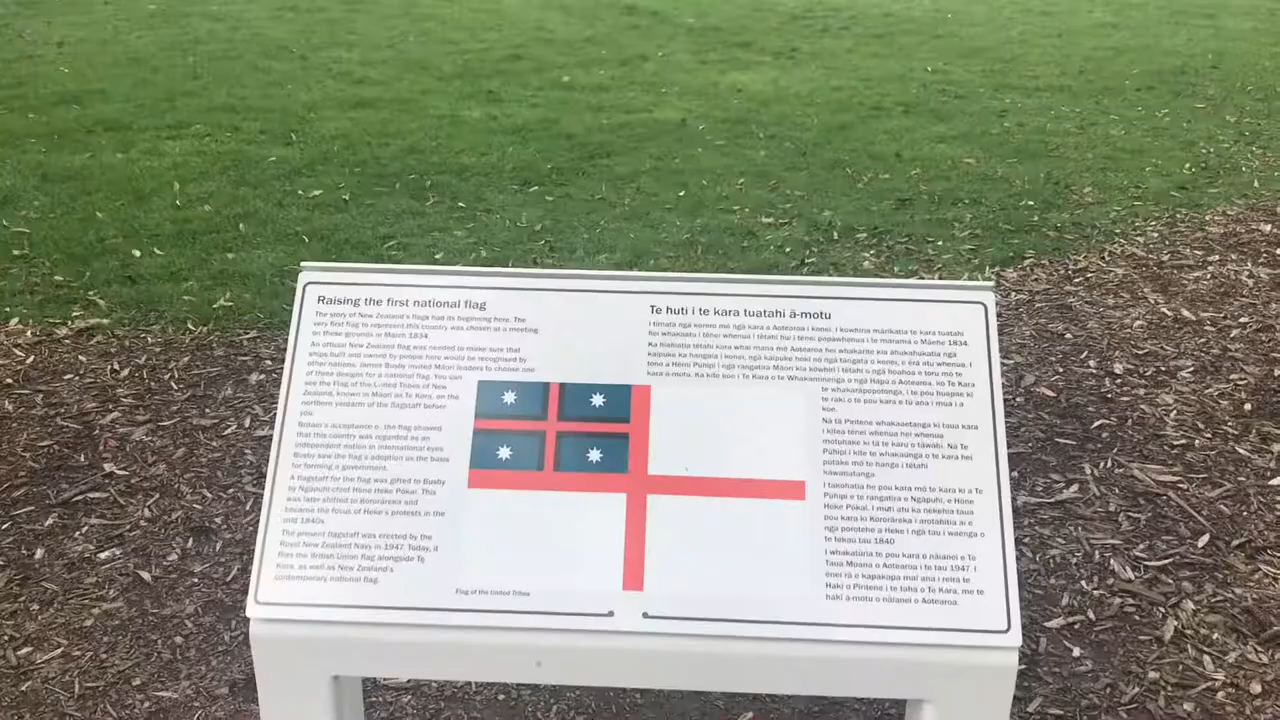 Raising the first national flag
The story of New Zealand's flags had its beginning here. The
very first flag to represent this country was chosen at a meeting
on these grounds in March 1834.
An official New Zealand flag was needed to make sure that
ships built and owned by people here would be recognised by
other nations. James Busby invited Māori leaders to choose one
of three designs for a national flag. You can
see the Flag of the United Tribes of New
Zealand, known in Māori as Te Kara, on the
northern yardarm of the flagstaff before
you.
Britain's acceptance of the flag showed
that this country was regarded as an
independent nation in international eyes.
Busby saw the flag's adoption as the basis
for forming a government.
A flagstaff for the flag was gifted to Busby
by Ngāpuhi chief Hōne Heke Pōkai. This
was later shifted to Kororāreka and
became the focus of Heke's protests in the
mid 1840s.
The present flagstaff was erected by the
Royal New Zealand Navy in 1947. Today, it
flies the British Union flag alongside Te
Kara, as well as New Zealand's
contemporary national flag.
Flag of the United Tribes
Te huti i te kara tuatahi ā-motu
I tīmata ngā kōrero mō ngā kara o Aotearoa i konei. I kōwhiria mārikatia te kara tuatahi
hei whakaatu i tēnei whenua i tētahi hui i tēnei papawhenua i te marama o Māehe 1834.
Ka hiahiatia tētahi kara whai mana mō Aotearoa hei whakarite kia āhukahukatia ngā
kaipuke ka hangaia i konei, ngā kaipuke hoki nō ngā tāngata o konei, e ērā atu whenua. I
tono a Hēmi Pūhipi i ngā rangatira Māori kia kōwhiri i tētahi o ngā hoahoa e toru mō te
kara ā-motu. Ka kite koe i Te Kara o te Whakaminenga o ngā Hapū o Aotearoa, ko Te Kara
te whakarāpopotonga, i te pou huapae ki
te raki o te pou kara e tū ana i mua i a
koe.
Nā tā Piritene whakaaetanga ki taua kara
i kitea tēnei whenua hei whenua
motuhake ki tā te karu o tāwāhi. Nā Te
Pūhipi i kite te whakaūnga o te kara hei
pūtake mō te hanga i tētahi
kāwanatanga.
I takohatia he pou kara mō te kara ki a Te
Pūhipi e te rangatira o Ngāpuhi, e Hōne
Heke Pōkai. I muri atu ka nekehia taua
pou kara ki Kororāreka i arotahitia ai e
ngā porotēhe a Heke i ngā tau i waenga o
te tekau tau 1840
I whakatūria te pou kara o nāianei e Te
Taua Moana o Aotearoa i te tau 1947. I
ēnei rā e kapakapa mai ana i reira te
Haki o Piritene i te taha o Te Kara, me te
haki ā-motu o nāianei o Aotearoa.